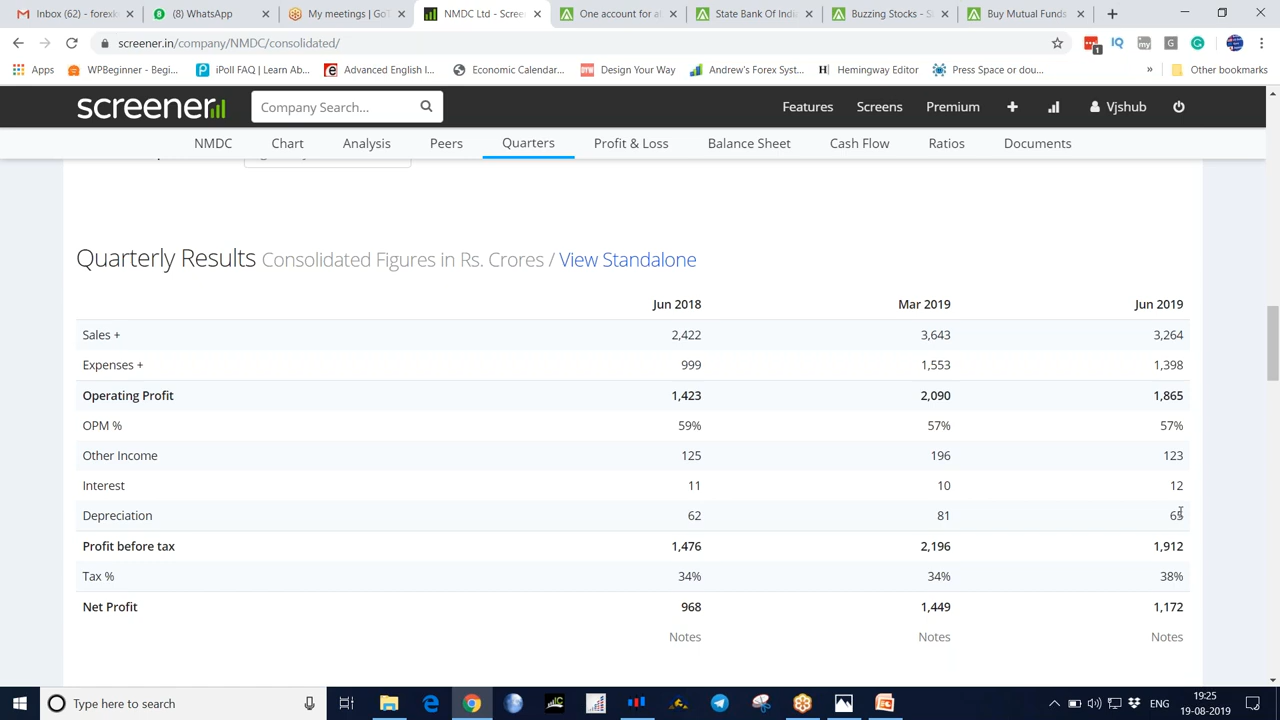 Inbox (62) - forexk
(8) WhatsApp
My meetings | GoT
NMDC Ltd - Scree
One account for al
State Bank Of Indi
Buzzing Stocks - S
Buy Mutual Funds
screener.in/company/NMDC/consolidated/
Apps
WPBeginner - Begi...
iPoll FAQ | Learn Ab...
Advanced English I...
Economic Calendar...
Design Your Way
Andrew's Forex Syst...
Hemingway Editor
Press Space or dou...
»
Other bookmarks
screener
Company Search...
Features
Screens
Premium
Vjshub
NMDC
Chart
Analysis
Peers
Quarters
Profit & Loss
Balance Sheet
Cash Flow
Ratios
Documents
Quarterly Results Consolidated Figures in Rs. Crores / View Standalone
Jun 2018 Mar 2019 Jun 2019
Sales + 2,422 3,643 3,264
Expenses + 999 1,553 1,398
Operating Profit 1,423 2,090 1,865
OPM % 59% 57% 57%
Other Income 125 196 123
Interest 11 10 12
Depreciation 62 81
Profit before tax 1,476 2,196 1,912
Tax % 34% 34% 38%
Net Profit 968 1,449 1,172
Notes Notes Notes
Type here to search
ENG
19:25
19-08-2019